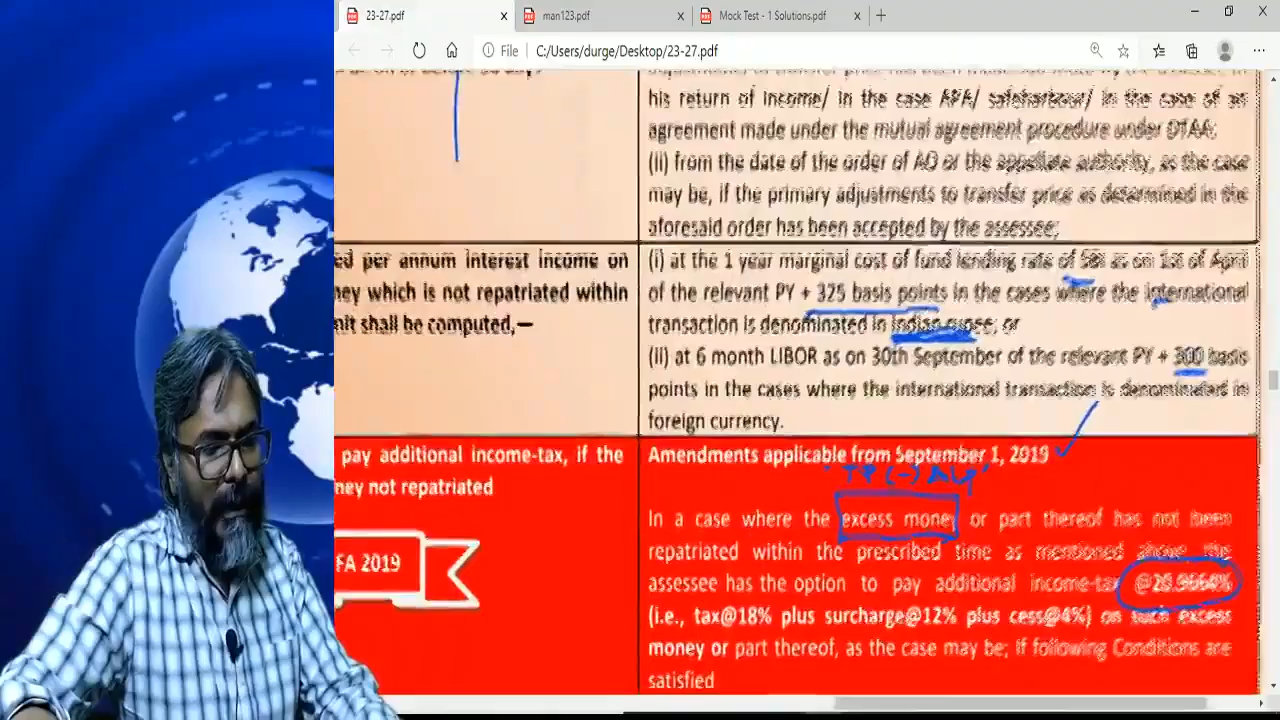 23-27.pdf
man123.pdf
Mock Test - 1 Solutions.pdf
File
C:/Users/durge/Desktop/23-27.pdf
his return of income/ in the case APA/ safeharbour/ in the case of an
agreement made under the mutual agreement procedure under DTAA;
(ii) from the date of the order of AO or the appellate authority, as the case
may be, if the primary adjustments to transfer price as determined in the
aforesaid order has been accepted by the assessee;
ed per annum interest income on
ney which is not repatriated within
mit shall be computed,—
(i) at the 1 year marginal cost of fund lending rate of SBI as on 1st of April
of the relevant PY + 325 basis points in the cases where the international
transaction is denominated in Indian rupee; or
(ii) at 6 month LIBOR as on 30th September of the relevant PY + 300 basis
points in the cases where the international transaction is denominated in
foreign currency.
pay additional income-tax, if the
ney not repatriated
FA 2019
Amendments applicable from September 1, 2019
TP (-) ALP
In a case where the excess money or part thereof has not been
repatriated within the prescribed time as mentioned above, the
assessee has the option to pay additional income-tax @20.9664%
(i.e., tax@18% plus surcharge@12% plus cess@4%) on such excess
money or part thereof, as the case may be; if following Conditions are
satisfied